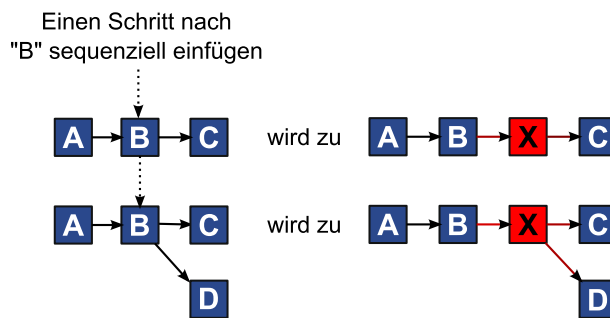 Einen Schritt nach
"B" sequenziell einfügen
A B C wird zu A B X C
A B C wird zu A B X C
D D